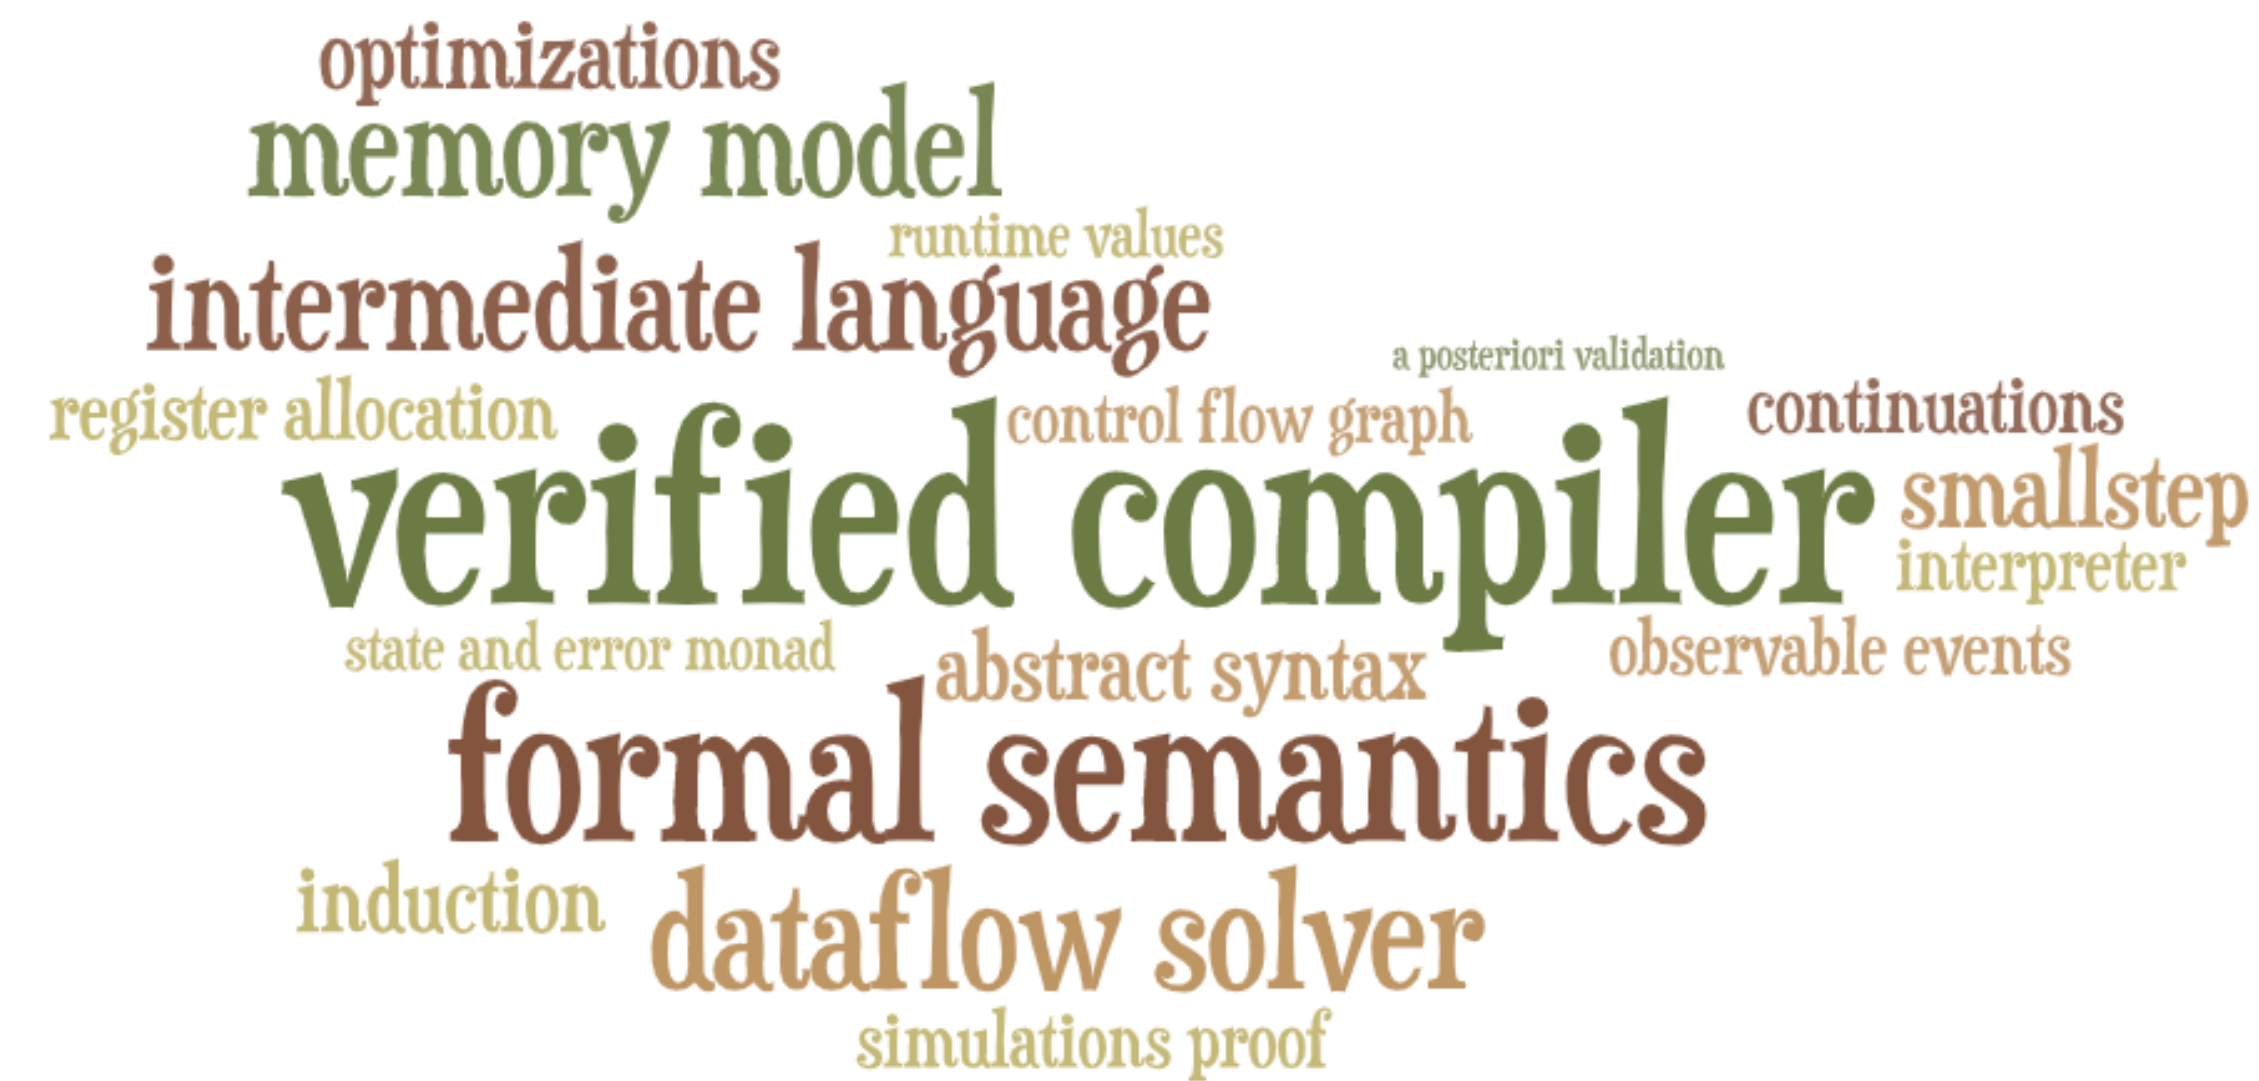 optimizations
memory model
runtime values
intermediate language
a posteriori validation
register allocation
control flow graph
continuations
verified compiler
smallstep
interpreter
state and error monad
abstract syntax
observable events
formal semantics
induction
dataflow solver
simulations proof